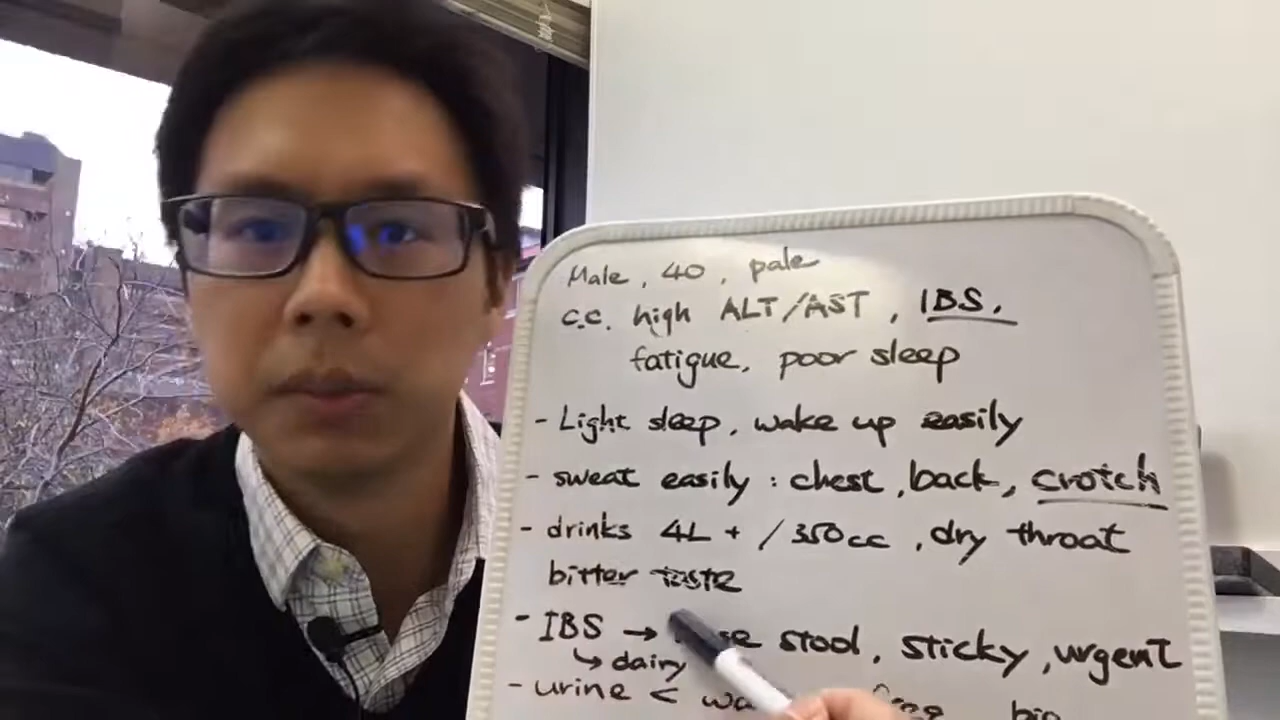 Male, 40, pale
c.c. high ALT/AST, IBS.
fatigue, poor sleep
- Light sleep, wake up easily
- sweat easily : chest, back, crotch
- drinks 4L + /350cc, dry throat
bitter taste
- IBS → stool, sticky, urgent
↳ dairy
- urine <